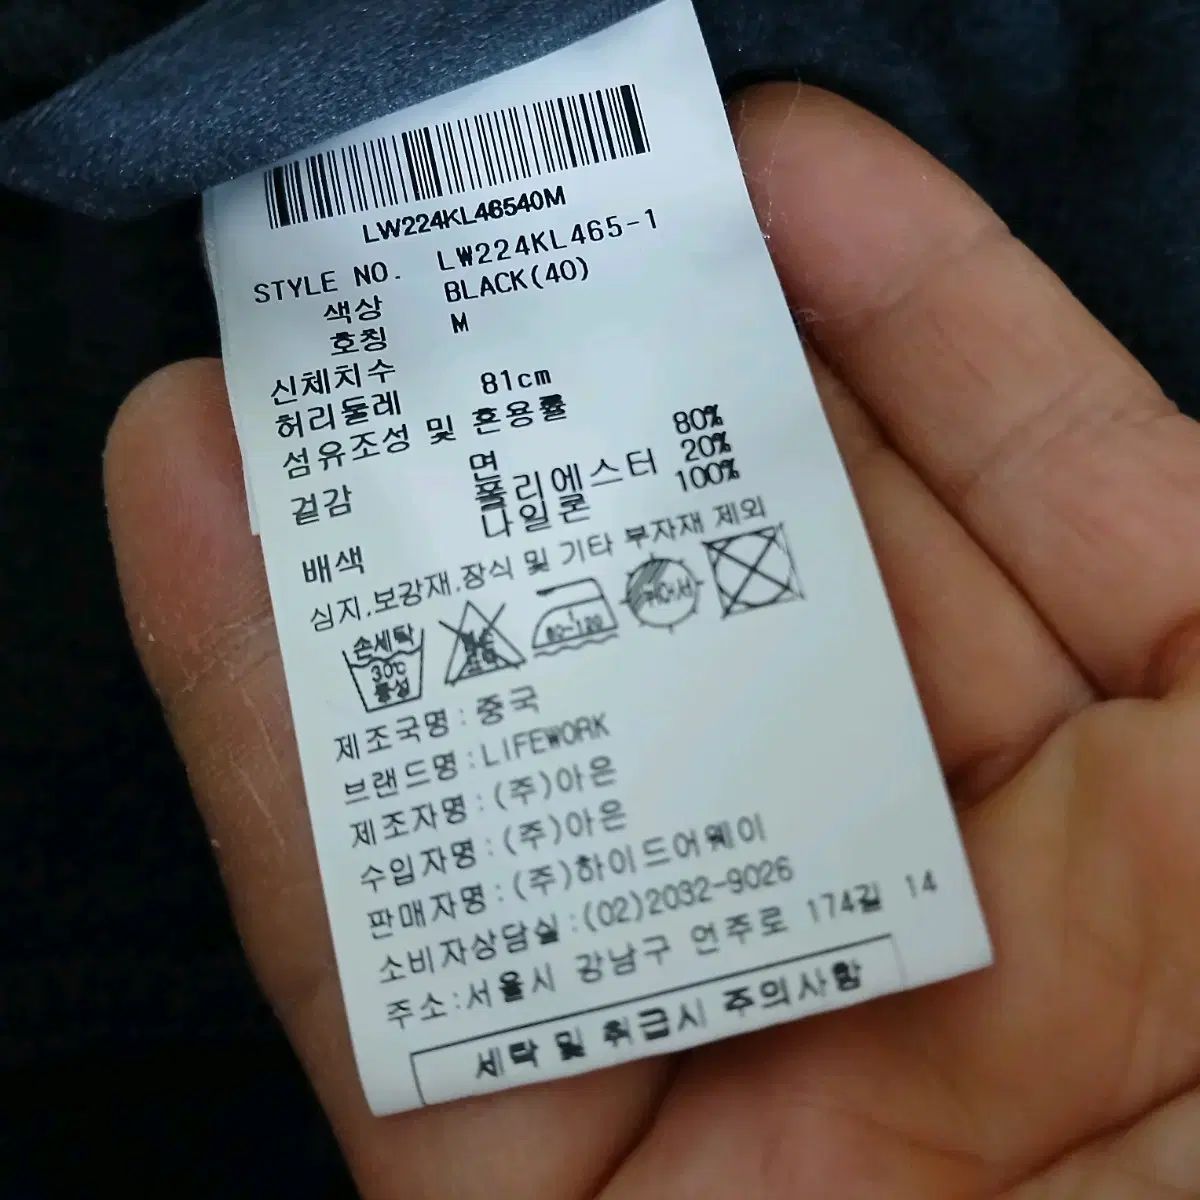 LW224KL46540M
STYLE NO. LW224KL465-1
색상 BLACK(40)
호칭 M
신체치수
허리둘레 81cm
섬유조성 및 혼용률
겉감 면 80%
폴리에스터 20%
배색 나일론 100%
심지.보강재.장식 및 기타 부자재 제외
손세탁
30℃
중성
80~120
제조국명:중국
브랜드명:LIFEWORK
제조자명:(주)아은
수입자명:(주)아은
판매자명:(주)하이드어웨이
소비자상담실:(02)2032-9026
주소:서울시 강남구 언주로 174길 14
세탁 및 취급시 주의사항